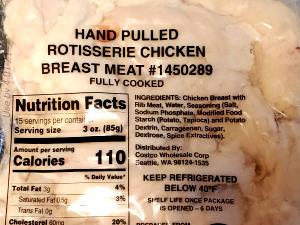 HAND PULLED
ROTISSERIE CHICKEN
BREAST MEAT #1450289
FULLY COOKED
Nutrition Facts
15 servings per contain
Serving size 3 oz. (85g)
Amount per serving
Calories 110
% Daily Value*
Total Fat 3g 4%
Saturated Fat 0.5g 3%
Trans Fat 0g
Cholesterol 60mg 20%
INGREDIENTS: Chicken Breast with
Rib Meat, Water, Seasoning (Salt,
Sodium Phosphate, Modified Food
Starch (Potato, Tapioca) and Potato
Dextrin, Carrageenan, Sugar,
Dextrose, Spice Extractives).
Distributed By:
Costco Wholesale Corp
Seattle, WA 98124-1535
KEEP REFRIGERATED
BELOW 40°F
SHELF LIFE ONCE PACKAGE
IS OPENED - 6 DAYS